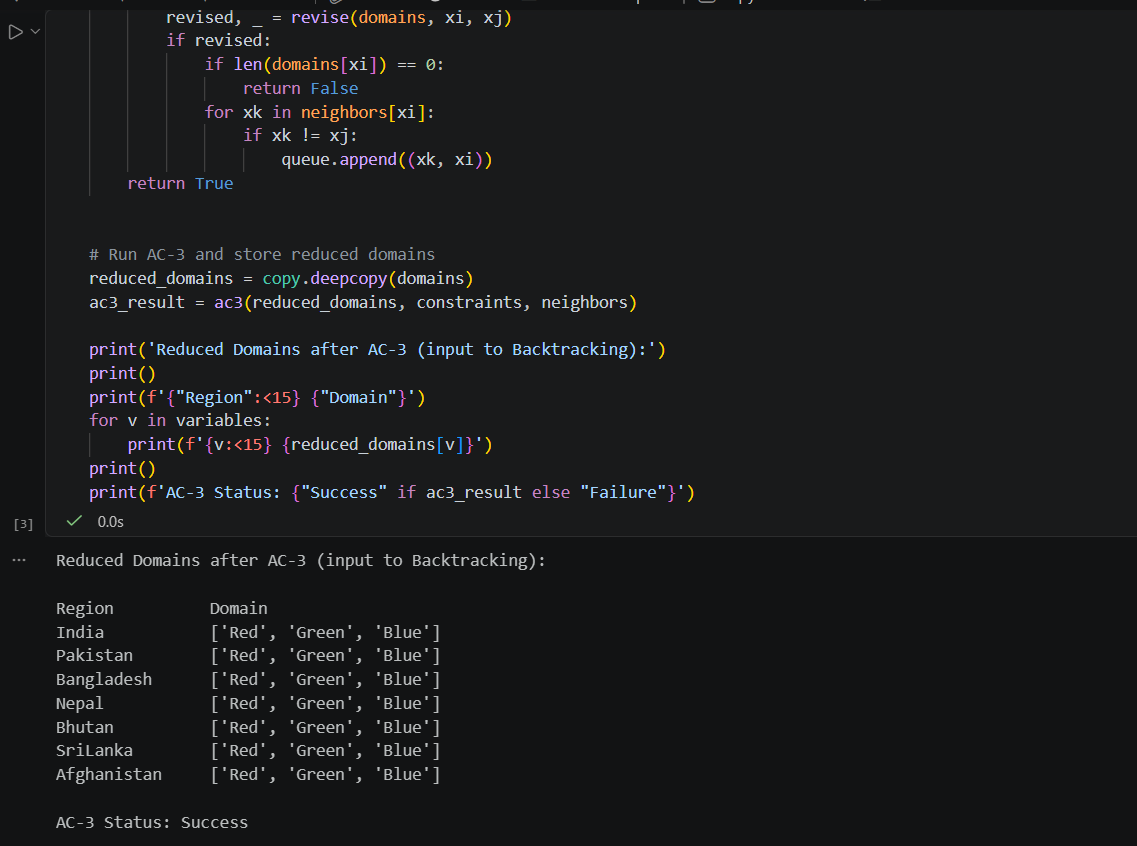 revised, _ = revise(domains, xi, xj)
if revised:
if len(domains[xi]) == 0:
return False
for xk in neighbors[xi]:
if xk != xj:
queue.append((xk, xi))
return True
# Run AC-3 and store reduced domains
reduced_domains = copy.deepcopy(domains)
ac3_result = ac3(reduced_domains, constraints, neighbors)
print('Reduced Domains after AC-3 (input to Backtracking):')
print()
print(f'{"Region":<15} {"Domain"}')
for v in variables:
print(f'{v:<15} {reduced_domains[v]}')
print()
print(f'AC-3 Status: {"Success" if ac3_result else "Failure"}')
[3] 0.0s
Reduced Domains after AC-3 (input to Backtracking):
Region Domain
India ['Red', 'Green', 'Blue']
Pakistan ['Red', 'Green', 'Blue']
Bangladesh ['Red', 'Green', 'Blue']
Nepal ['Red', 'Green', 'Blue']
Bhutan ['Red', 'Green', 'Blue']
SriLanka ['Red', 'Green', 'Blue']
Afghanistan ['Red', 'Green', 'Blue']
AC-3 Status: Success